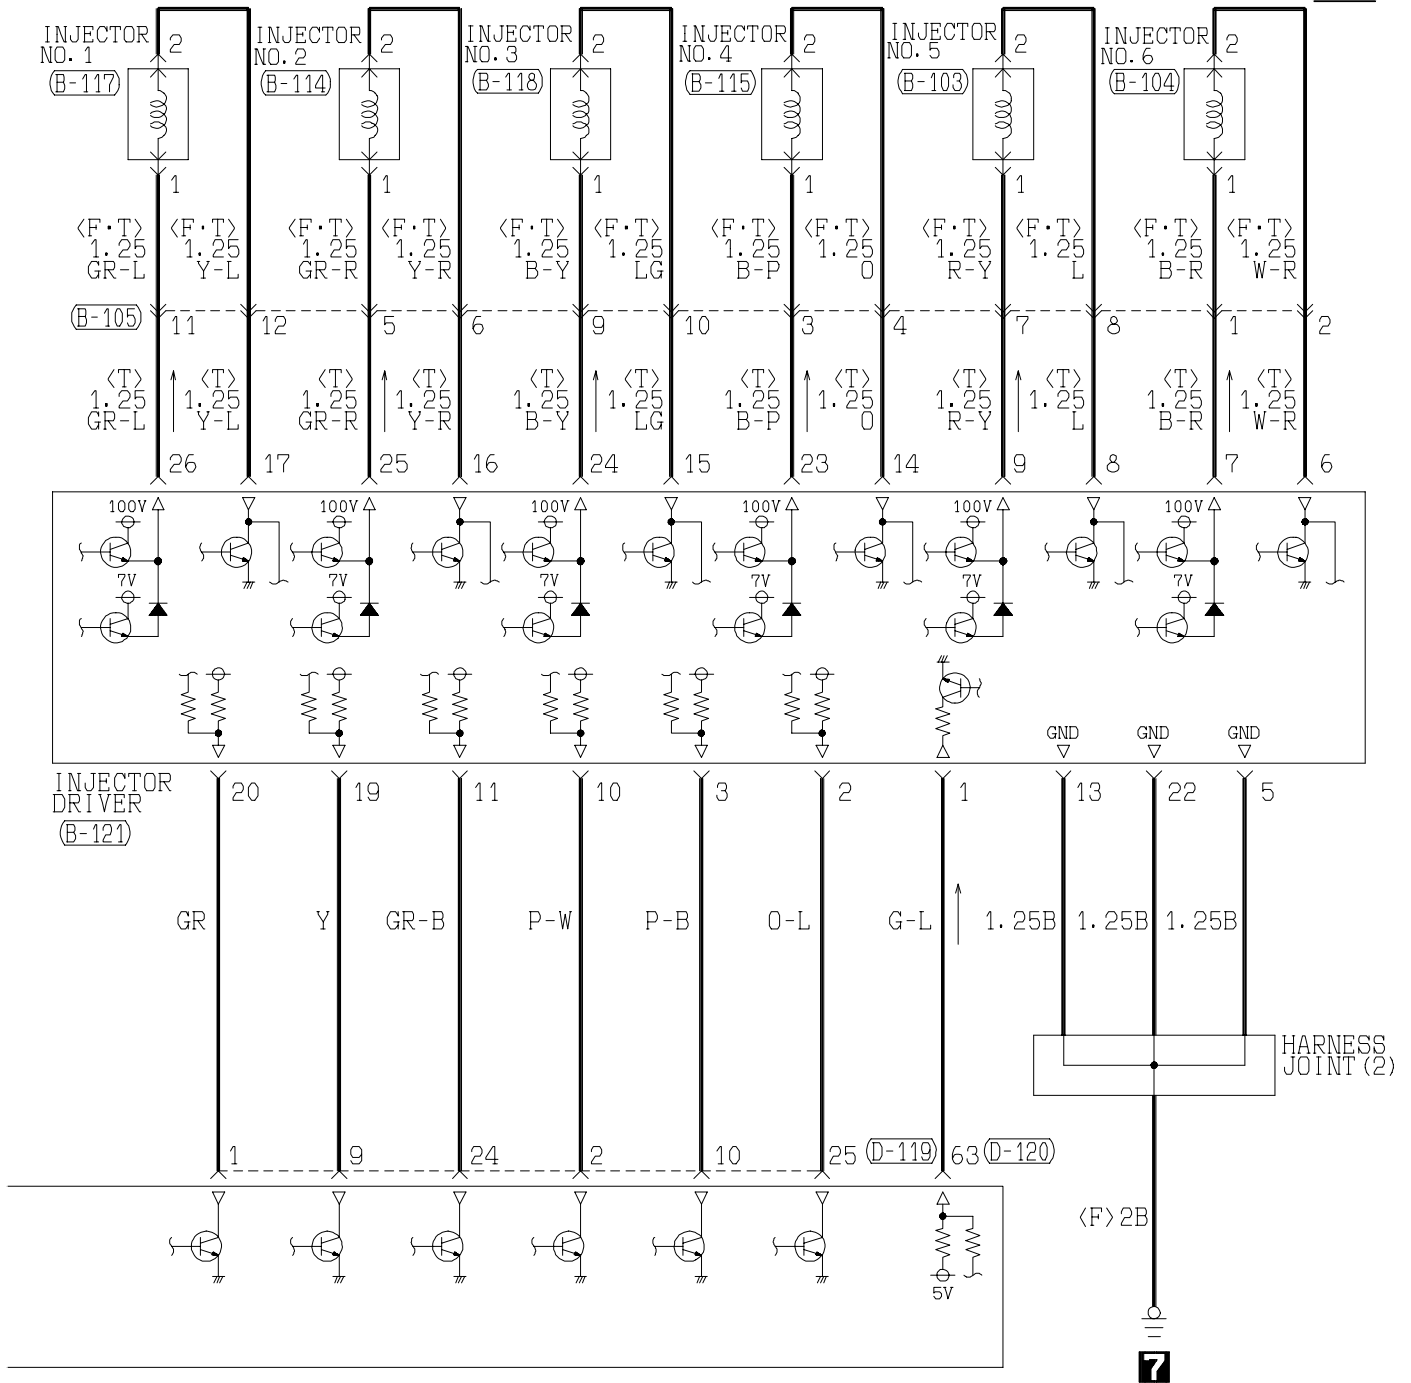 INJECTOR NO. 1 2
(B-117)
INJECTOR NO. 2 2
(B-114)
INJECTOR NO. 3 2
(B-118)
INJECTOR NO. 4 2
(B-115)
INJECTOR NO. 5 2
(B-103)
INJECTOR NO. 6 2
(B-104)
1 1 1 1 1 1
<F·T> <F·T> <F·T> <F·T> <F·T> <F·T> <F·T> <F·T> <F·T> <F·T> <F·T> <F·T>
1.25 1.25 1.25 1.25 1.25 1.25 1.25 1.25 1.25 1.25 1.25 1.25
GR-L Y-L GR-R Y-R B-Y LG B-P O R-Y L B-R W-R
(B-105) 11 12 5 6 9 10 3 4 7 8 1 2
<T> <T> <T> <T> <T> <T> <T> <T> <T> <T> <T> <T>
1.25 1.25 1.25 1.25 1.25 1.25 1.25 1.25 1.25 1.25 1.25 1.25
GR-L Y-L GR-R Y-R B-Y LG B-P O R-Y L B-R W-R
26 17 25 16 24 15 23 14 9 8 7 6
100V 100V 100V 100V 100V 100V
7V 7V 7V 7V 7V 7V
GND GND GND
INJECTOR
DRIVER
(B-121)
20 19 11 10 3 2 1 13 22 5
GR Y GR-B P-W P-B O-L G-L 1.25B 1.25B 1.25B
HARNESS
JOINT(2)
1 9 24 2 10 25 (D-119) 63 (D-120)
<F>2B
5V
7